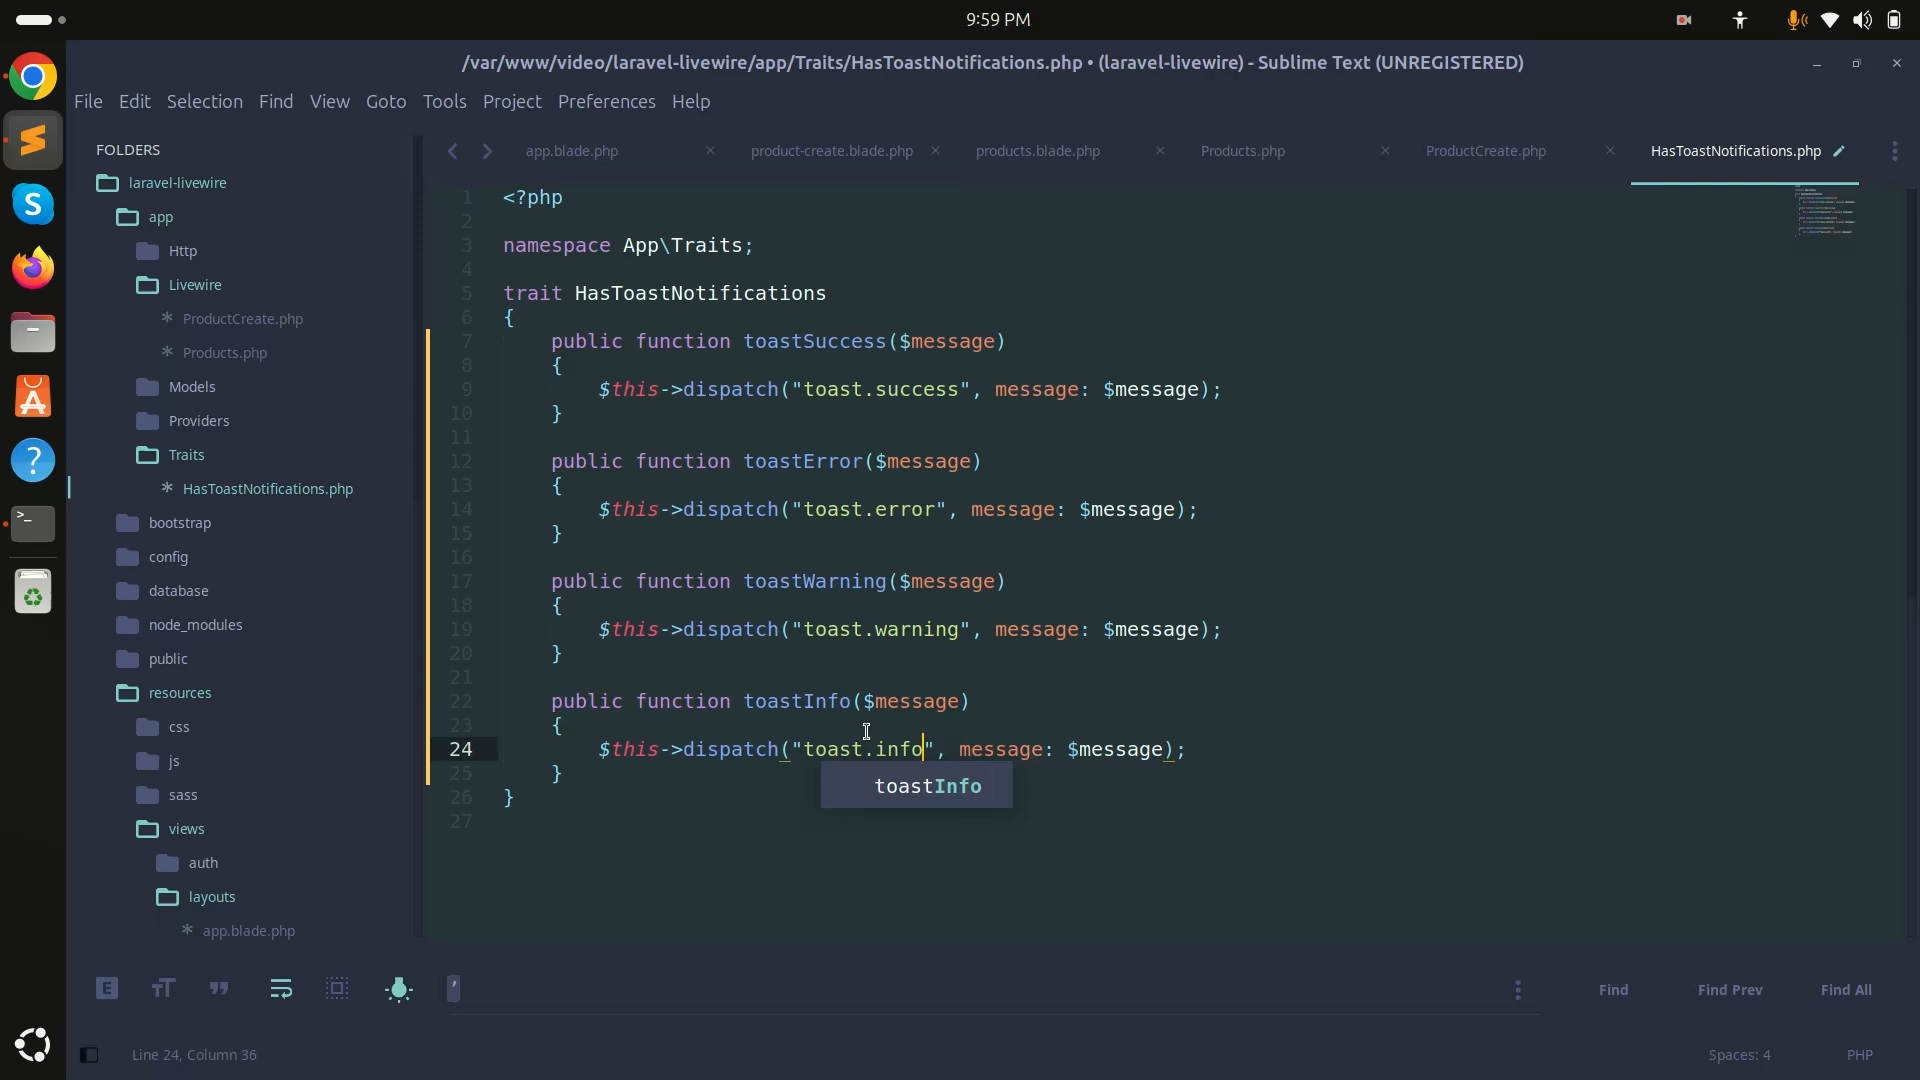 9:59 PM
/var/www/video/laravel-livewire/app/Traits/HasToastNotifications.php • (laravel-livewire) - Sublime Text (UNREGISTERED)
File Edit Selection Find View Goto Tools Project Preferences Help
FOLDERS
laravel-livewire
app
Http
Livewire
ProductCreate.php
Products.php
Models
Providers
Traits
HasToastNotifications.php
bootstrap
config
database
node_modules
public
resources
css
js
sass
views
auth
layouts
app.blade.php
app.blade.php product-create.blade.php products.blade.php Products.php ProductCreate.php HasToastNotifications.php
1 <?php
2
3 namespace App\Traits;
4
5 trait HasToastNotifications
6 {
7 public function toastSuccess($message)
8 {
9 $this->dispatch("toast.success", message: $message);
10 }
11
12 public function toastError($message)
13 {
14 $this->dispatch("toast.error", message: $message);
15 }
16
17 public function toastWarning($message)
18 {
19 $this->dispatch("toast.warning", message: $message);
20 }
21
22 public function toastInfo($message)
23 {
24 $this->dispatch("toast.info", message: $message);
25 }
toastInfo
26 }
27
Find Find Prev Find All
Line 24, Column 36
Spaces: 4 PHP